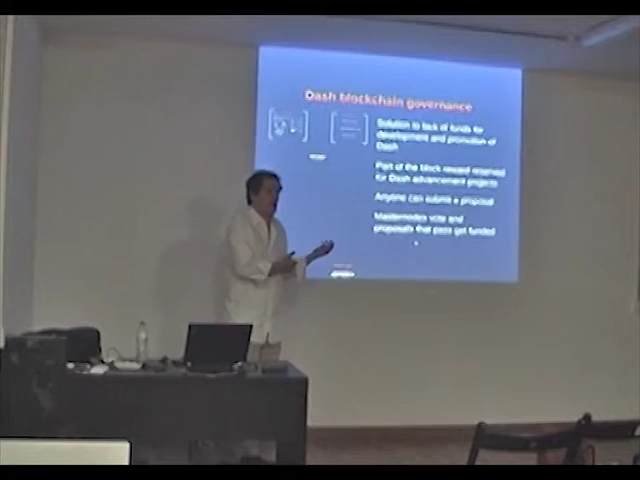 Dash blockchain governance
Solution to lack of funds for
development and promotion of
Dash
Part of the block reward reserved
for Dash advancement projects
Anyone can submit a proposal
Masternodes vote and
proposals that pass get funded